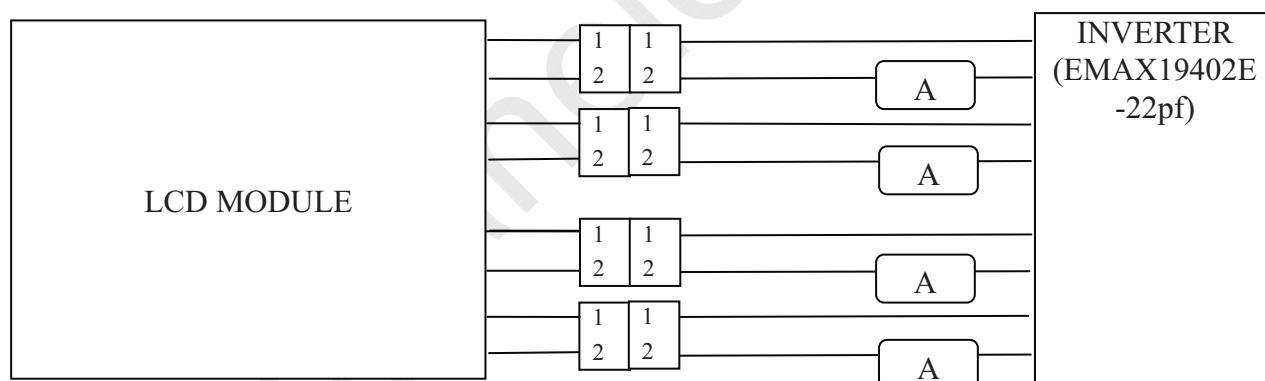 LCD MODULE
1 1
2 2
1 1
2 2
1 1
2 2
1 1
2 2
A
A
A
A
INVERTER
(EMAX19402E
-22pf)